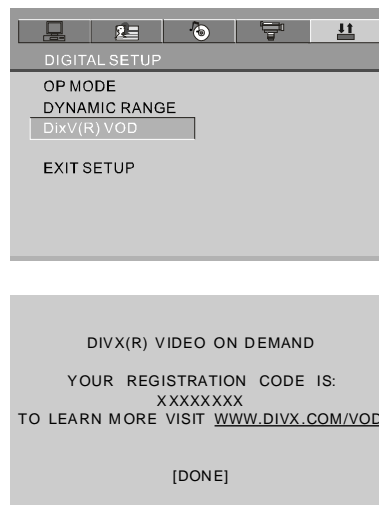 DIGITAL SETUP
OP MODE
DYNAMIC RANGE
DixV(R) VOD
EXIT SETUP
DIVX(R) VIDEO ON DEMAND
YOUR REGISTRATION CODE IS:
XXXXXXXX
TO LEARN MORE VISIT WWW.DIVX.COM/VOD
[DONE]